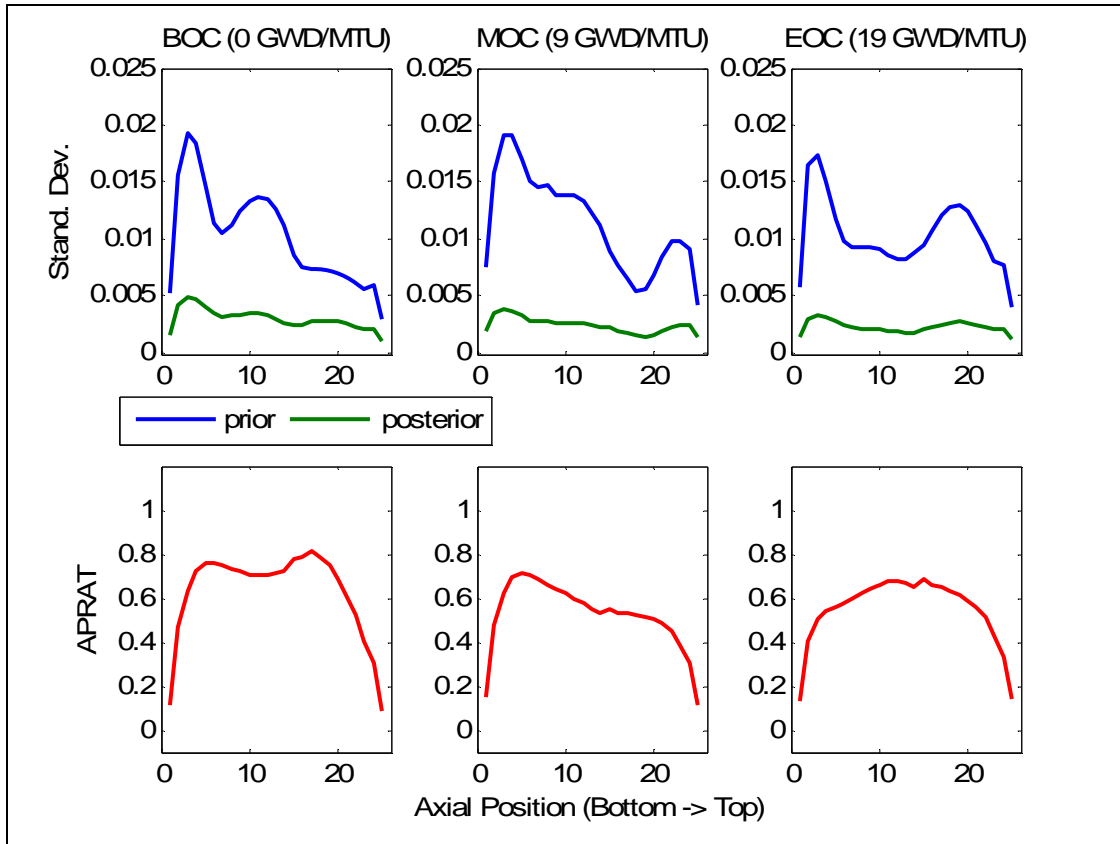 BOC (0 GWD/MTU) MOC (9 GWD/MTU) EOC (19 GWD/MTU)
0.025 0.025 0.025
0.02 0.02 0.02
0.015 0.015 0.015
0.01 0.01 0.01
0.005 0.005 0.005
0 0 0
Stand. Dev.
0 10 20 0 10 20 0 10 20
prior posterior
1 1 1
0.8 0.8 0.8
0.6 0.6 0.6
0.4 0.4 0.4
0.2 0.2 0.2
0 0 0
APRAT
0 10 20 0 10 20 0 10 20
Axial Position (Bottom -> Top)